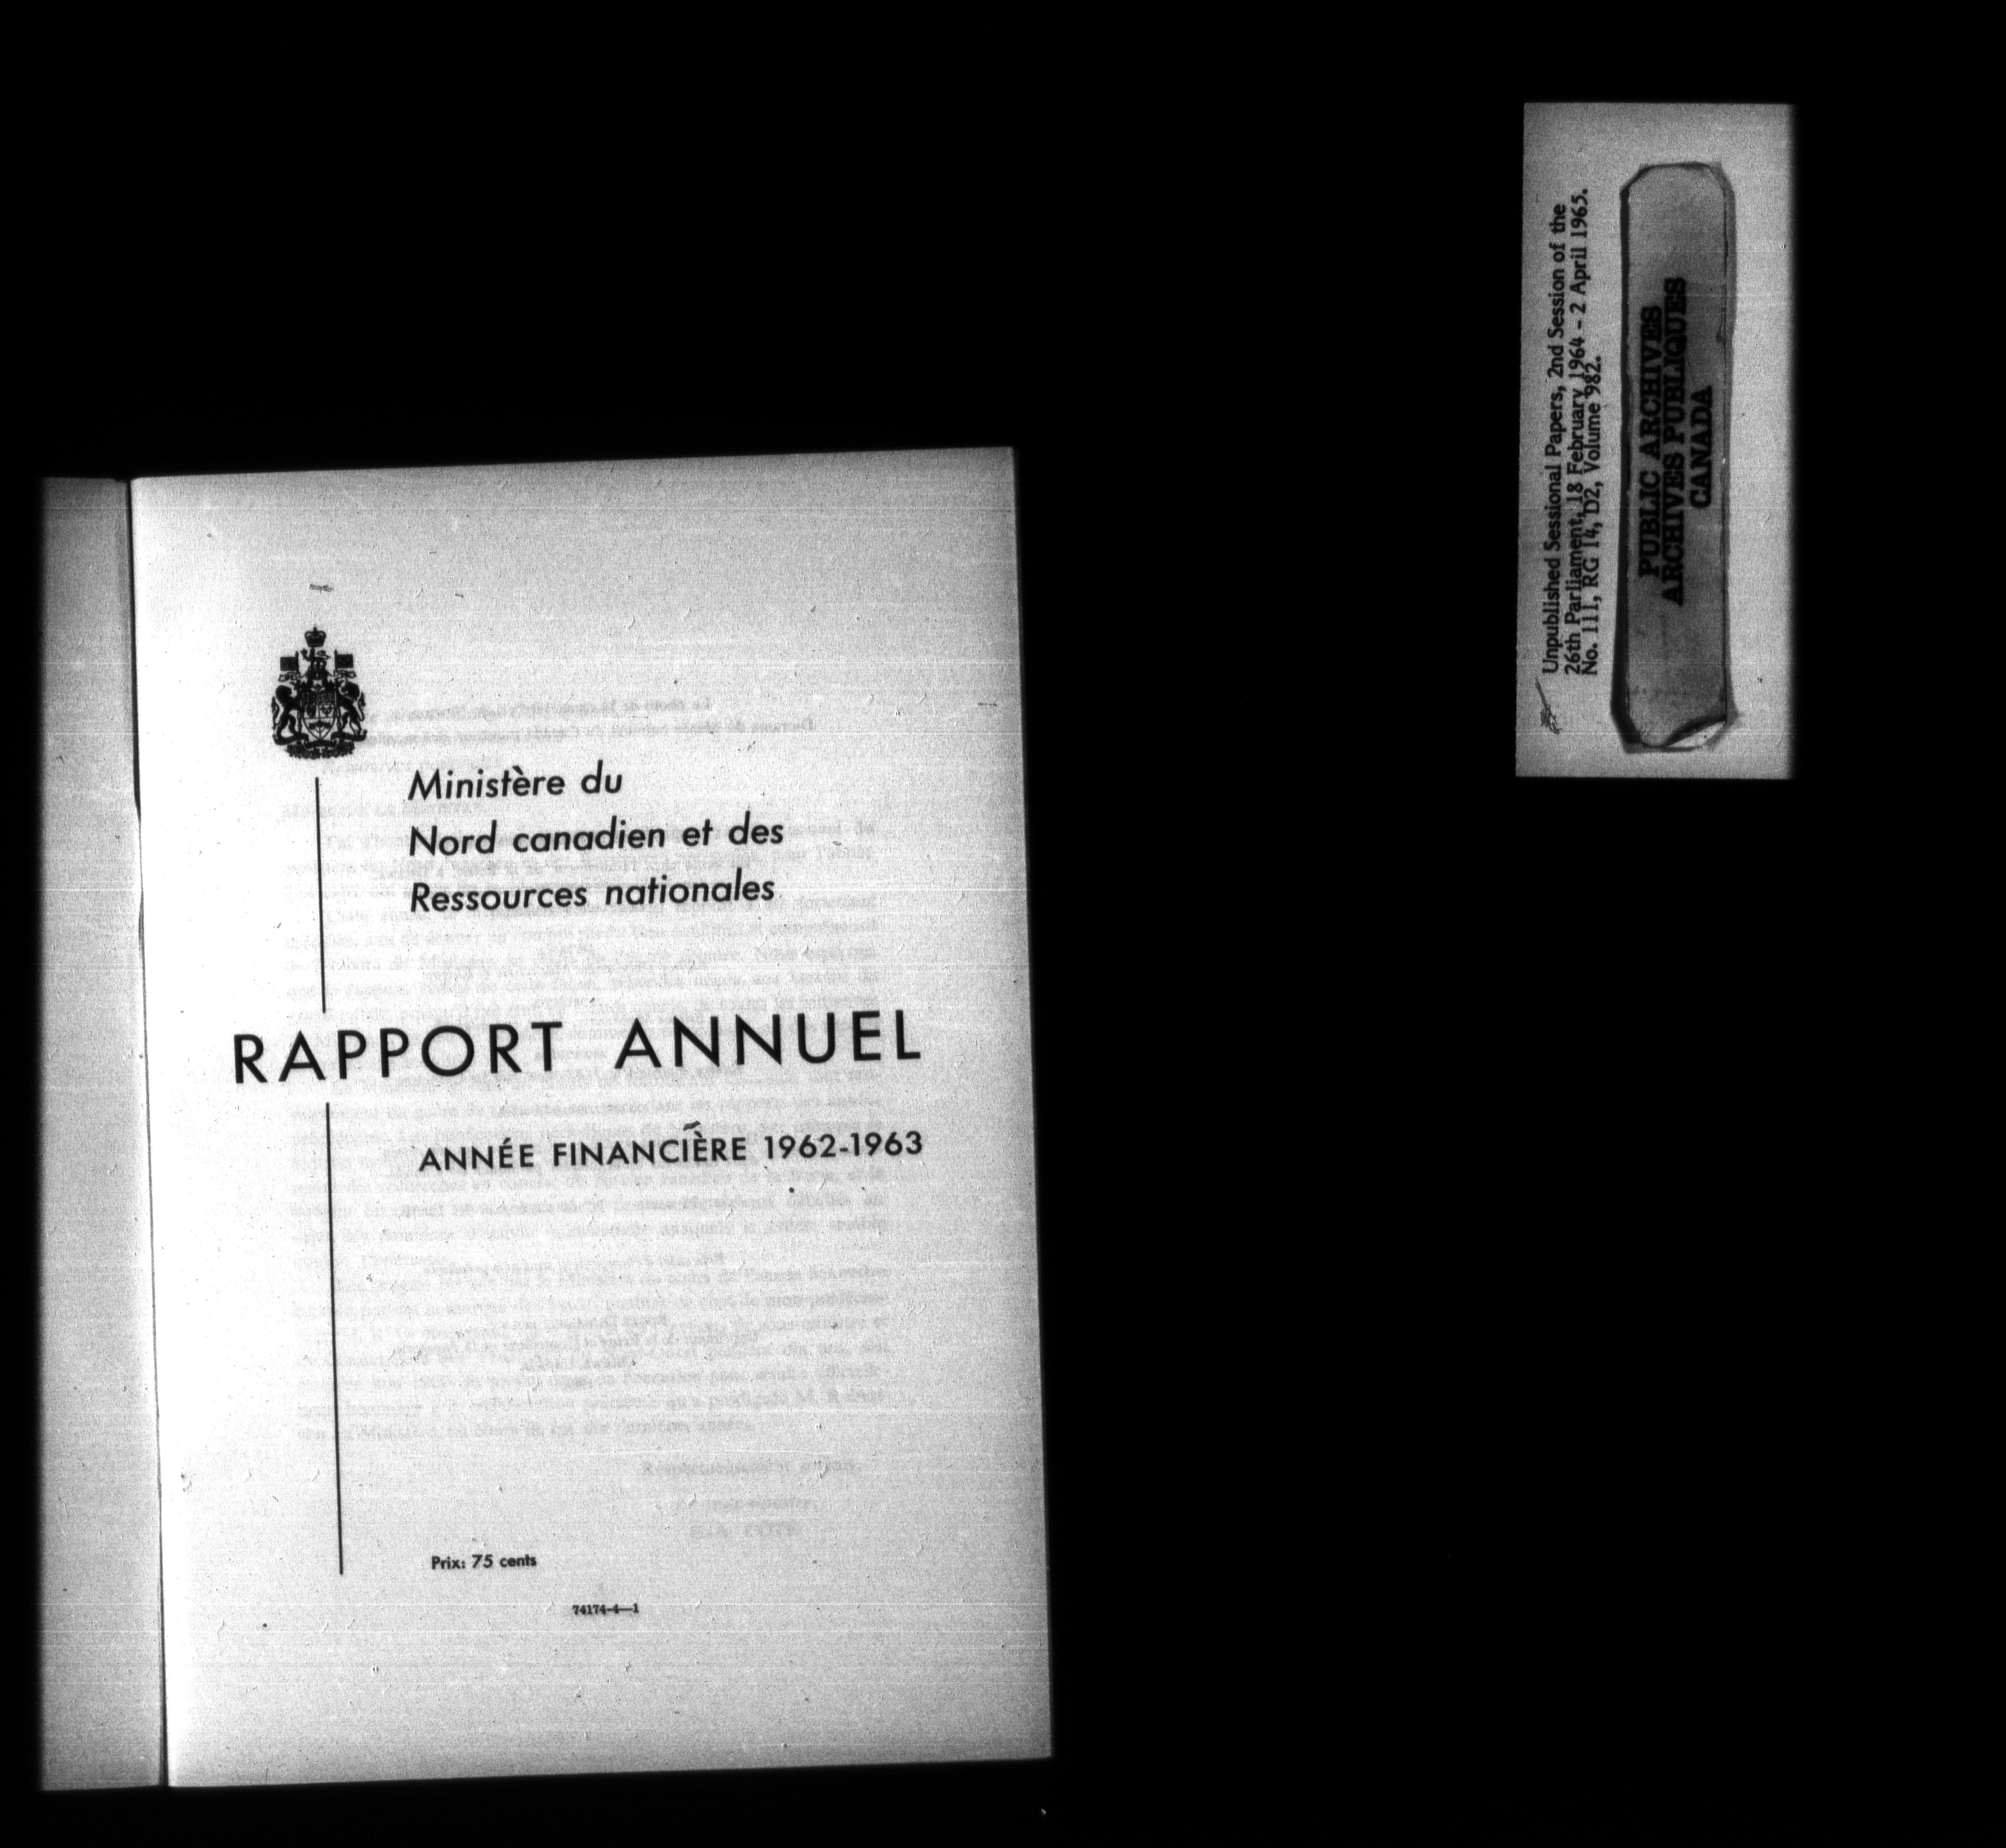 Ministère du
Nord canadien et des
Ressources nationales
RAPPORT ANNUEL
ANNÉE FINANCIÈRE 1962-1963
Prix: 75 cents
74174-4—1
Unpublished Sessional Papers, 2nd Session of the
26th Parliament, 18 February 1964 - 2 April 1965.
No. 111, RG 14, D2, Volume 982.
PUBLIC ARCHIVES
ARCHIVES PUBLIQUES
CANADA